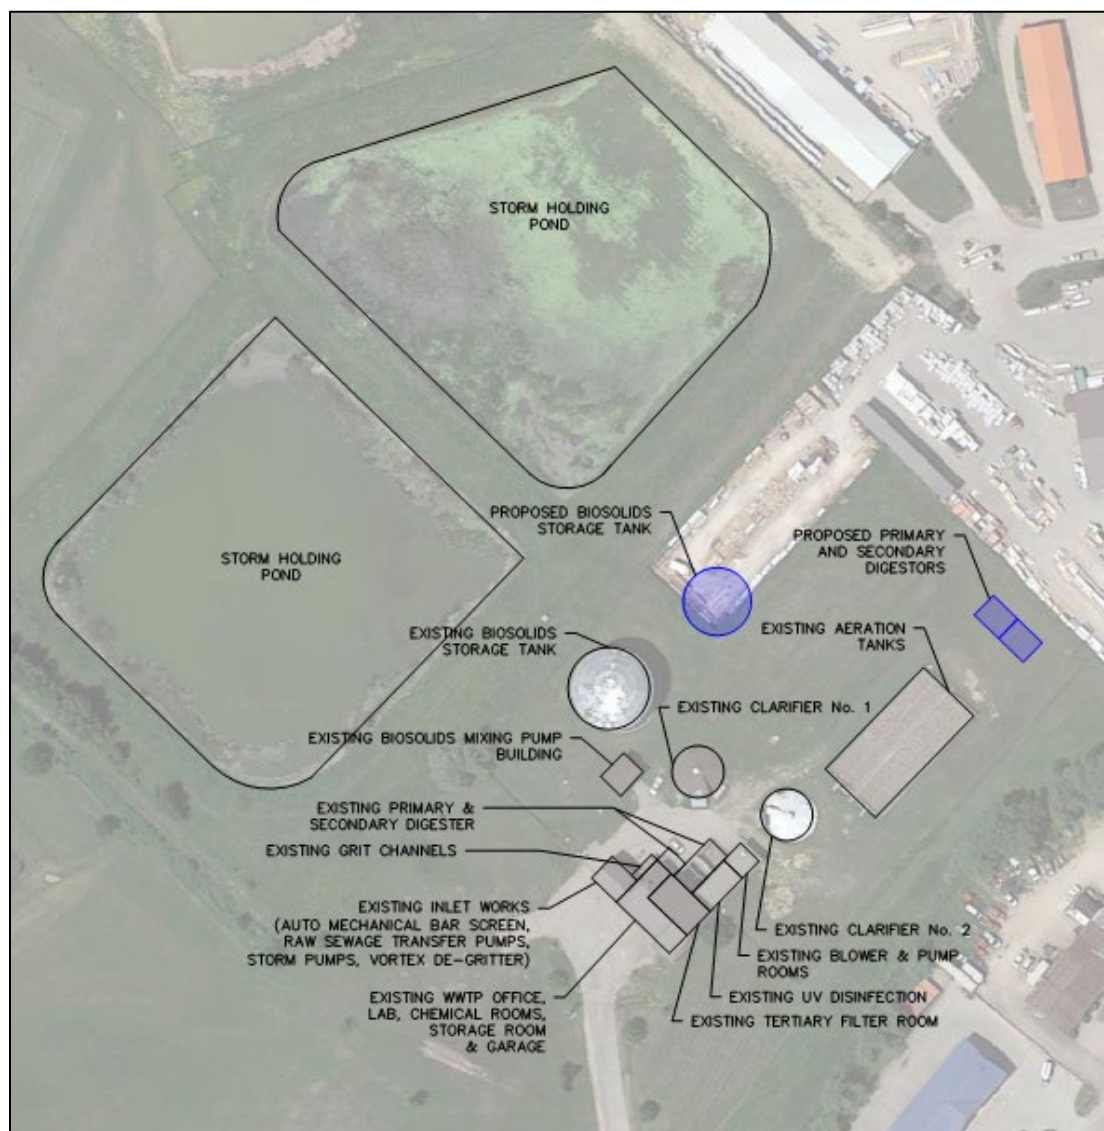 STORM HOLDING
POND
STORM HOLDING
POND
PROPOSED BIOSOLIDS
STORAGE TANK
PROPOSED PRIMARY
AND SECONDARY
DIGESTORS
EXISTING AERATION
TANKS
EXISTING BIOSOLIDS
STORAGE TANK
EXISTING CLARIFIER No. 1
EXISTING BIOSOLIDS MIXING PUMP
BUILDING
EXISTING PRIMARY &
SECONDARY DIGESTER
EXISTING GRIT CHANNELS
EXISTING INLET WORKS
(AUTO MECHANICAL BAR SCREEN,
RAW SEWAGE TRANSFER PUMPS,
STORM PUMPS, VORTEX DE-GRITTER)
EXISTING CLARIFIER No. 2
EXISTING BLOWER & PUMP
ROOMS
EXISTING WWTP OFFICE,
LAB, CHEMICAL ROOMS,
STORAGE ROOM
& GARAGE
EXISTING UV DISINFECTION
EXISTING TERTIARY FILTER ROOM